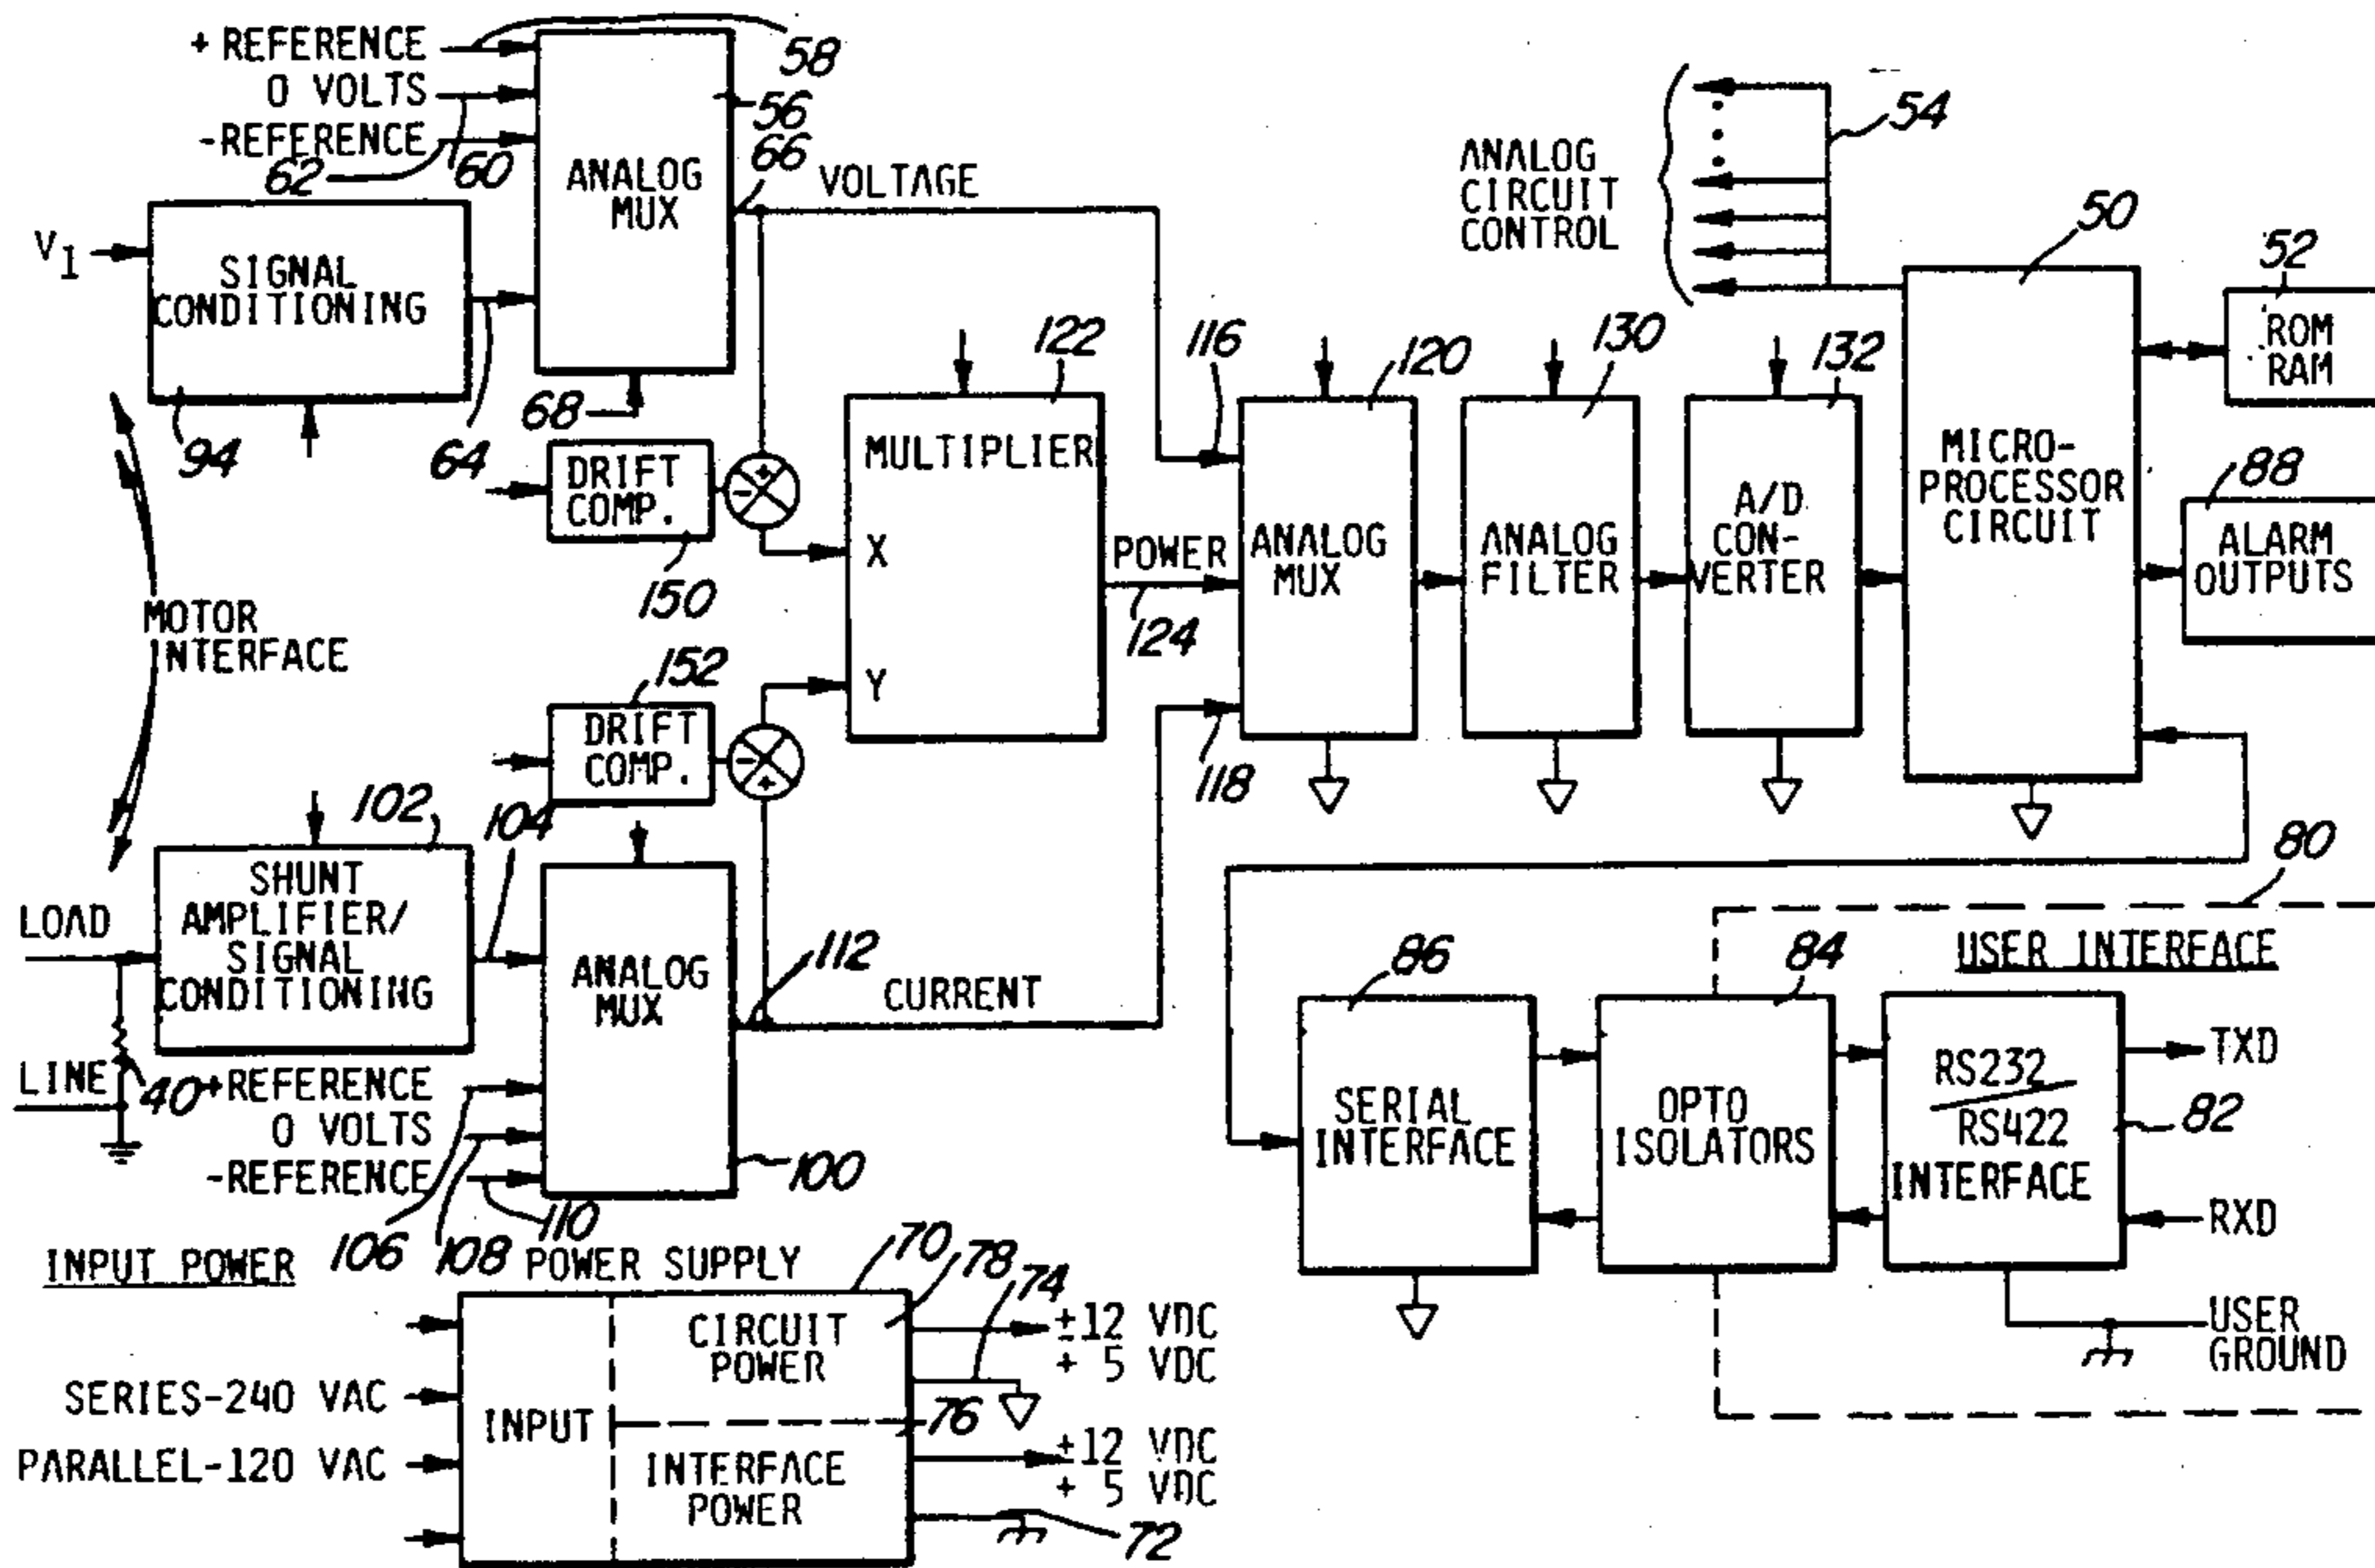 + REFERENCE
0 VOLTS
-REFERENCE
58
56
62
60
66
ANALOG
MUX
VOLTAGE
V1
SIGNAL
CONDITIONING
94
64
68
ANALOG
CIRCUIT
CONTROL
54
50
52
ROM
RAM
DRIFT
COMP.
+
-
150
122
MULTIPLIER
X
Y
POWER
124
116
120
ANALOG
MUX
118
130
ANALOG
FILTER
132
A/D
CON-
VERTER
MICRO-
PROCESSOR
CIRCUIT
88
ALARM
OUTPUTS
MOTOR
INTERFACE
152
DRIFT
COMP.
-
+
102
104
SHUNT
AMPLIFIER/
SIGNAL
CONDITIONING
LOAD
LINE
40
ANALOG
MUX
112
CURRENT
+REFERENCE
0 VOLTS
-REFERENCE
100
106
108
110
80
USER INTERFACE
86
84
SERIAL
INTERFACE
OPTO
ISOLATORS
RS232
RS422
INTERFACE
TXD
82
RXD
USER
GROUND
INPUT POWER
POWER SUPPLY
70
78
74
CIRCUIT
POWER
±12 VDC
+ 5 VDC
SERIES-240 VAC
INPUT
76
PARALLEL-120 VAC
INTERFACE
POWER
±12 VDC
+ 5 VDC
72